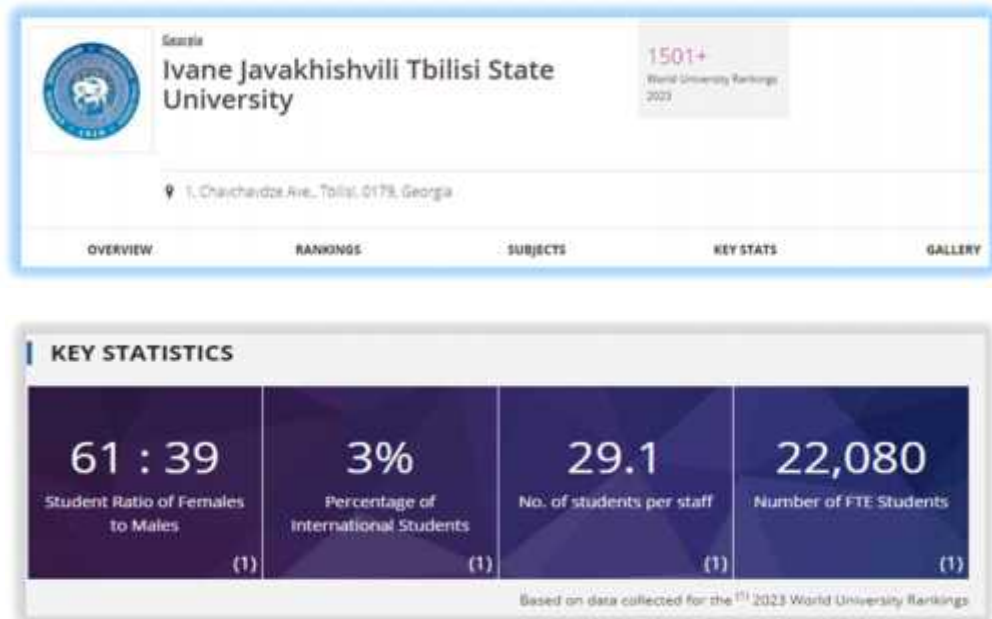 Georgia
Ivane Javakhishvili Tbilisi State
University
1501+
World University Rankings
2023
1, Chavchavdze Ave., Tbilisi, 0179, Georgia
OVERVIEW RANKINGS SUBJECTS KEY STATS GALLERY
KEY STATISTICS
61 : 39
Student Ratio of Females
to Males
(1)
3%
Percentage of
International Students
(1)
29.1
No. of students per staff
(1)
22,080
Number of FTE Students
(1)
Based on data collected for the (1) 2023 World University Rankings